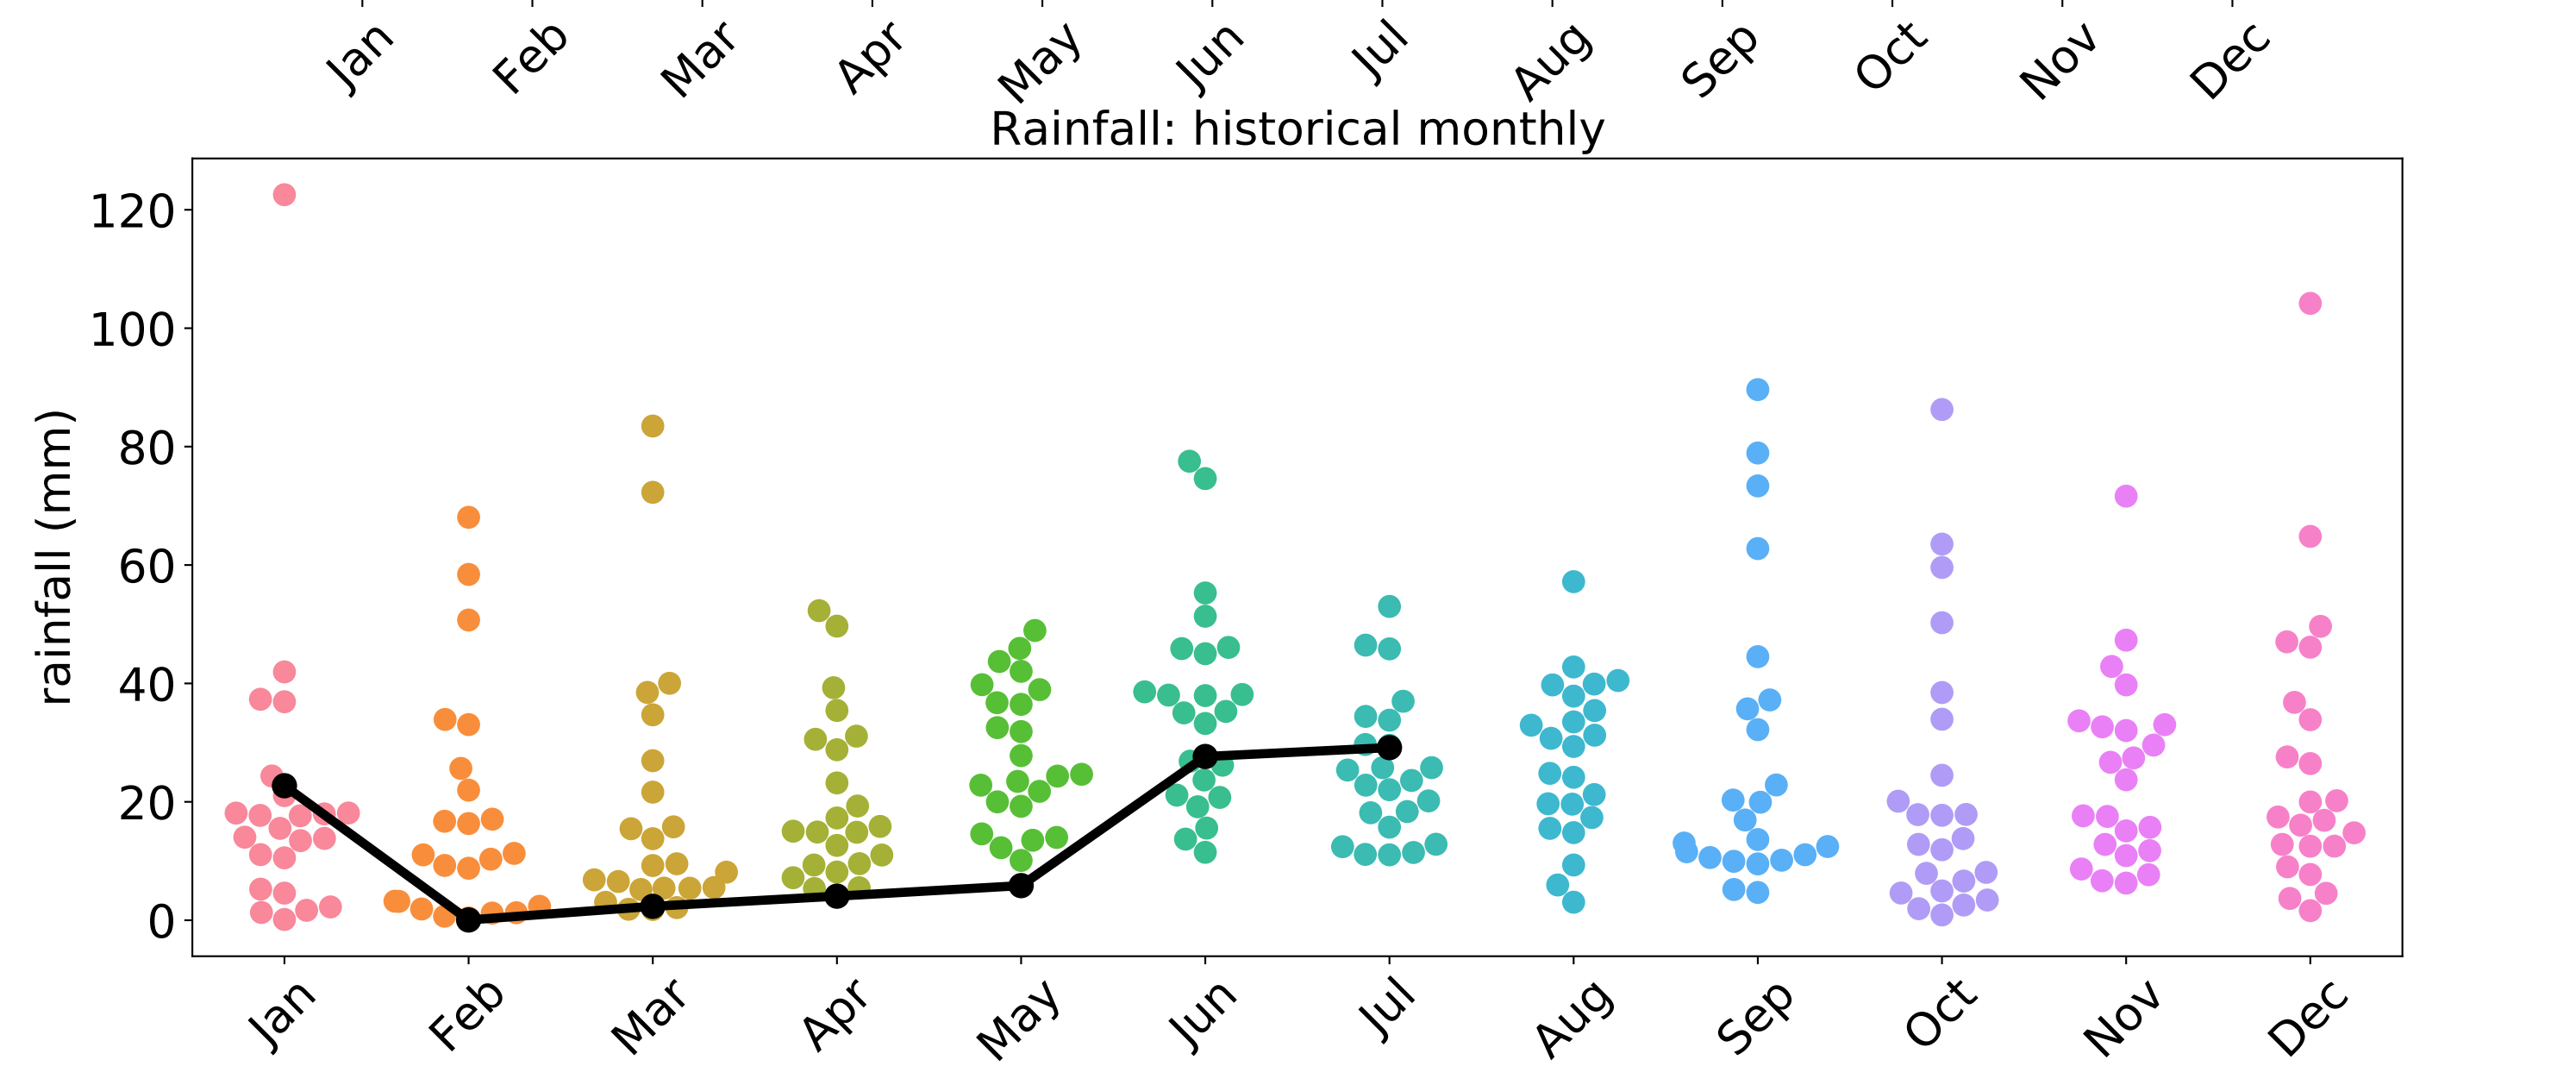 Jan Feb Mar Apr May Jun Jul Aug Sep Oct Nov Dec
Rainfall: historical monthly
rainfall (mm)
120
100
80
60
40
20
0
Jan Feb Mar Apr May Jun Jul Aug Sep Oct Nov Dec